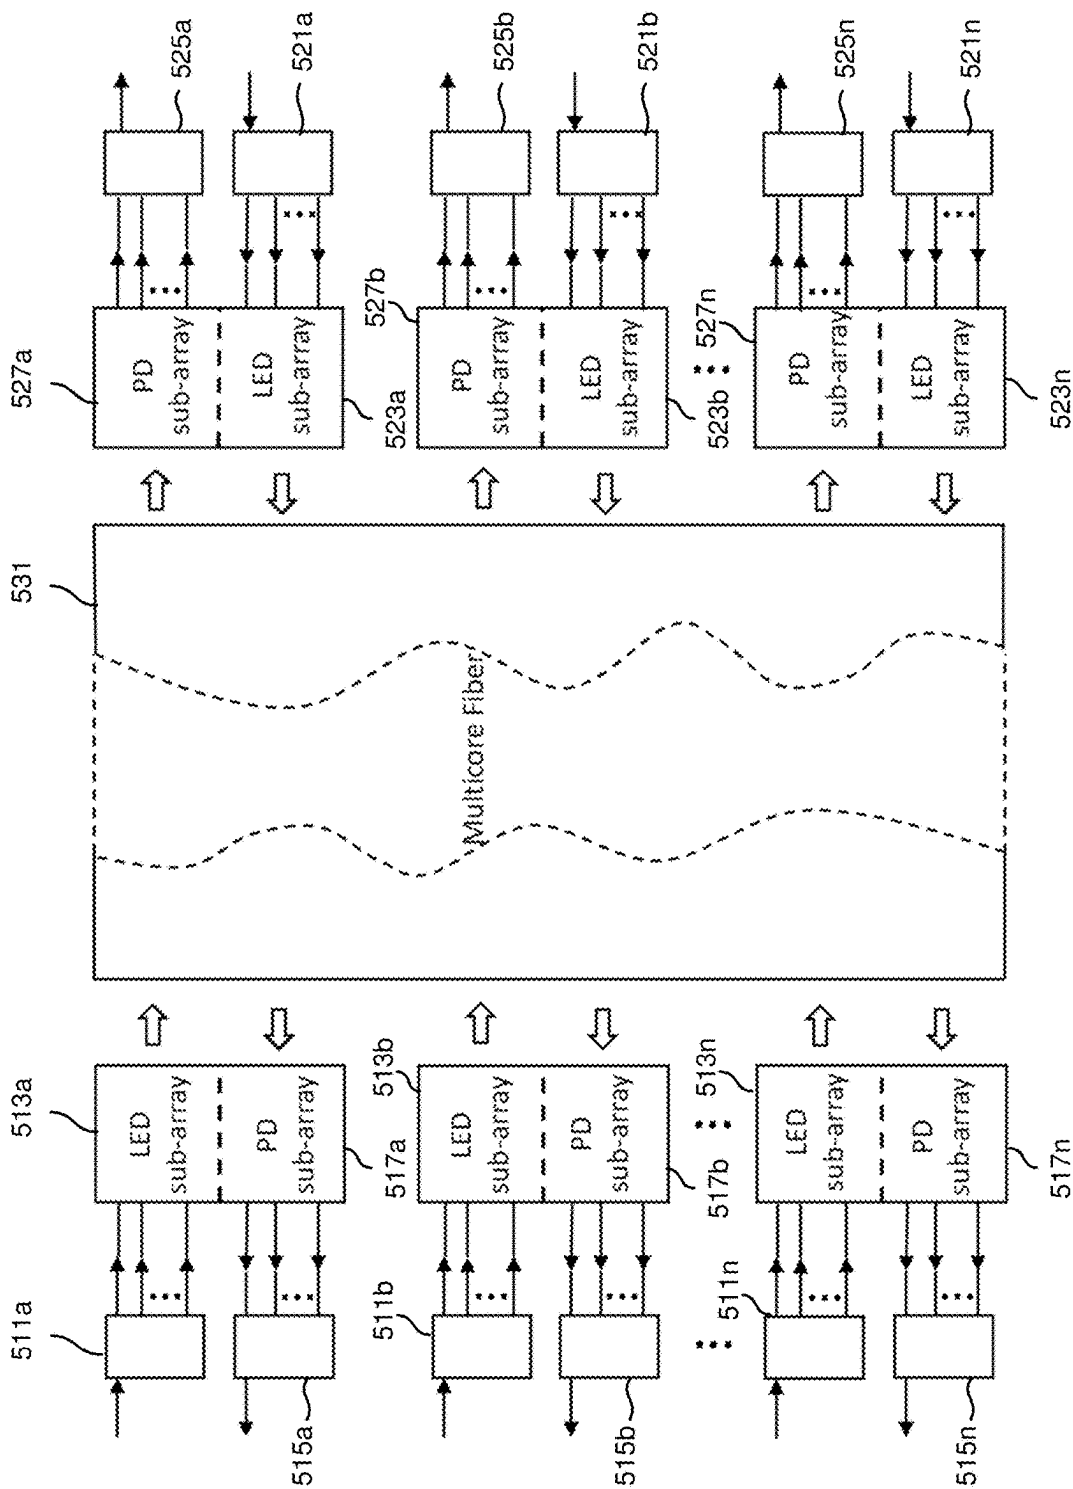 511a
513a
531
527a
525a
LED
sub-array
PD
sub-array
PD
sub-array
LED
sub-array
515a
517a
523a
521a
511b
513b
527b
525b
LED
sub-array
PD
sub-array
Multicore Fiber
PD
sub-array
LED
sub-array
515b
517b
523b
521b
511n
513n
527n
525n
LED
sub-array
PD
sub-array
PD
sub-array
LED
sub-array
515n
517n
523n
521n